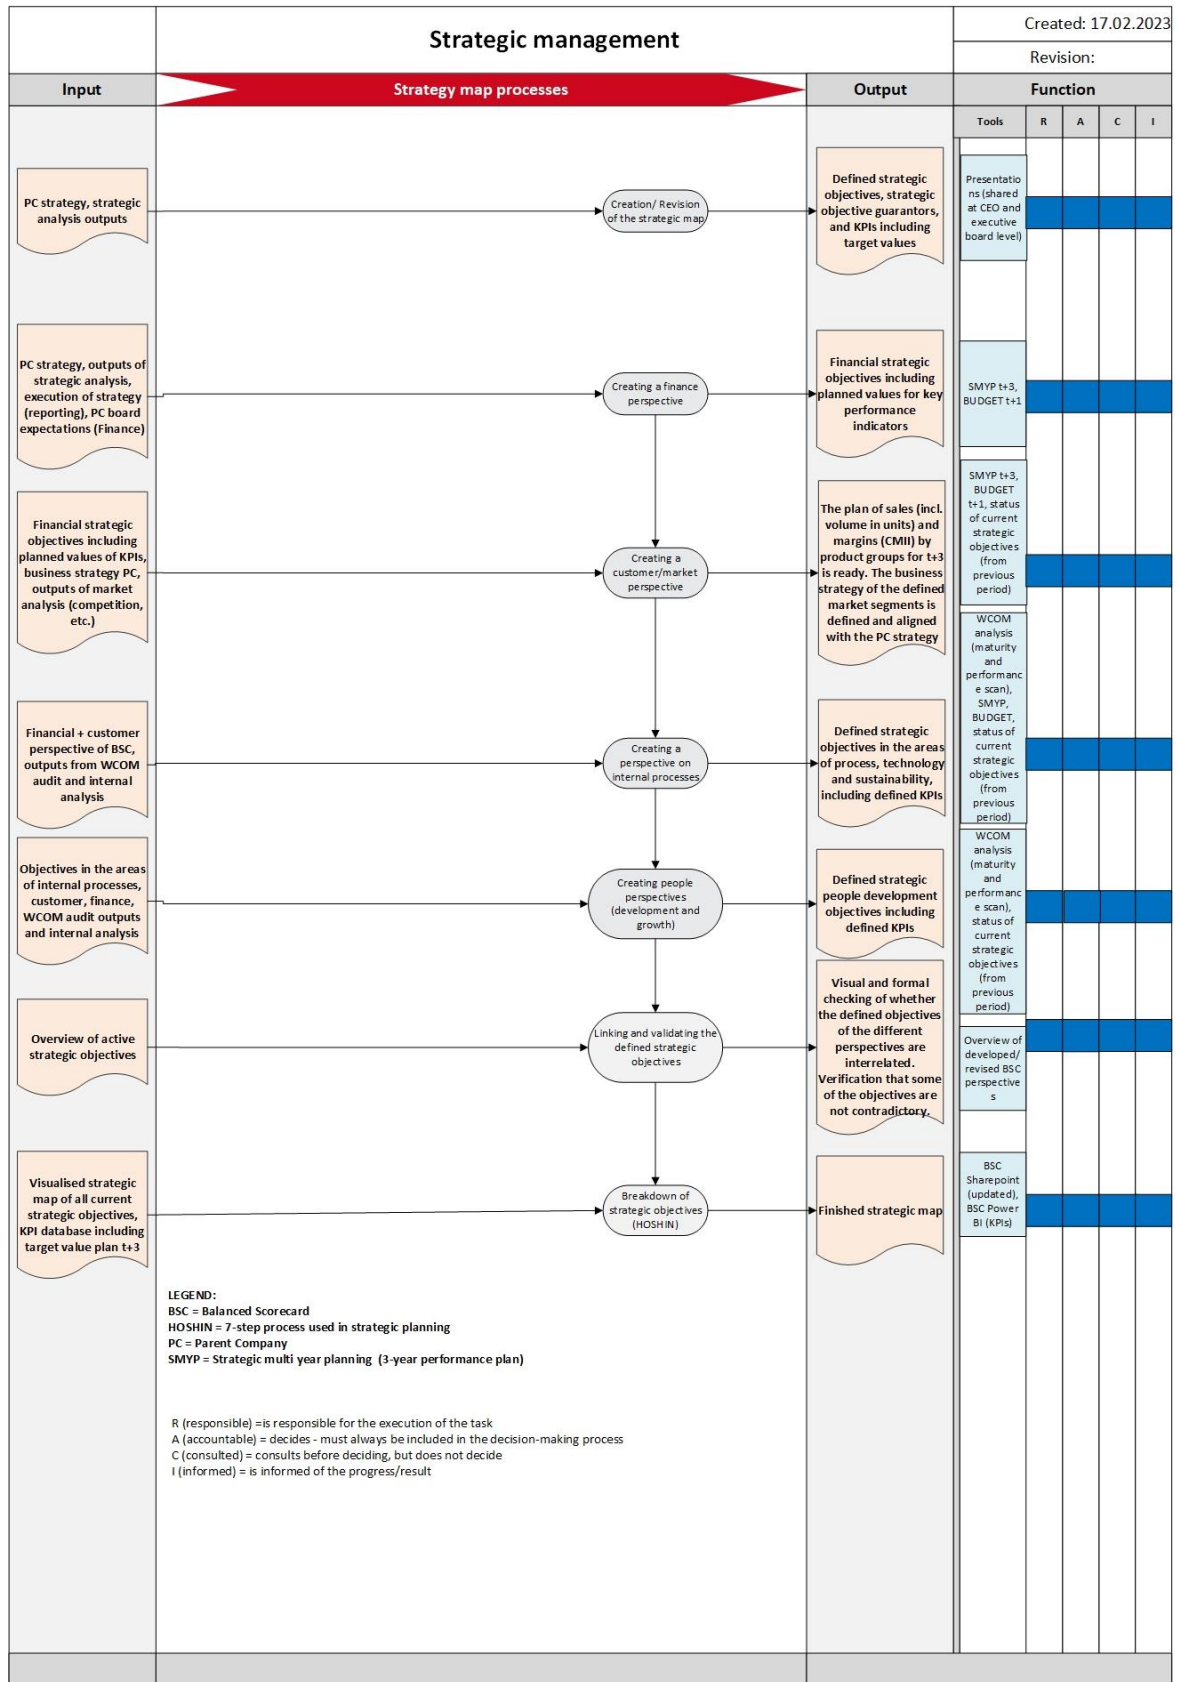 Strategic management
Created: 17.02.2023
Revision:
Input
Strategy map processes
Output
Function
Tools
R
A
C
I
PC strategy, strategic
analysis outputs
Creation/ Revision
of the strategic map
Defined strategic
objectives, strategic
objective guarantors,
and KPIs including
target values
Presentatio
ns (shared
at CEO and
executive
board level)
PC strategy, outputs of
strategic analysis,
execution of strategy
(reporting), PC board
expectations (Finance)
Creating a finance
perspective
Financial strategic
objectives including
planned values for key
performance
indicators
SMYP t+3,
BUDGET t+1
Financial strategic
objectives including
planned values of KPIs,
business strategy PC,
outputs of market
analysis (competition,
etc.)
Creating a
customer/market
perspective
The plan of sales (incl.
volume in units) and
margins (CMII) by
product groups for t+3
is ready. The business
strategy of the defined
market segments is
defined and aligned
with the PC strategy
SMYP t+3,
BUDGET
t+1, status
of current
strategic
objectives
(from
previous
period)
Financial + customer
perspective of BSC,
outputs from WCOM
audit and internal
analysis
Creating a
perspective on
internal processes
Defined strategic
objectives in the areas
of process, technology
and sustainability,
including defined KPIs
WCOM
analysis
(maturity
and
performanc
e scan),
SMYP,
BUDGET,
status of
current
strategic
objectives
(from
previous
period)
Objectives in the areas
of internal processes,
customer, finance,
WCOM audit outputs
and internal analysis
Creating people
perspectives
(development and
growth)
Defined strategic
people development
objectives including
defined KPIs
WCOM
analysis
(maturity
and
performanc
e scan),
status of
current
strategic
objectives
(from
previous
period)
Overview of active
strategic objectives
Linking and validating the
defined strategic
objectives
Visual and formal
checking of whether
the defined objectives
of the different
perspectives are
interrelated.
Verification that some
of the objectives are
not contradictory.
Overview of
developed/
revised BSC
perspective
s
Visualised strategic
map of all current
strategic objectives,
KPI database including
target value plan t+3
Breakdown of
strategic objectives
(HOSHIN)
Finished strategic map
BSC
Sharepoint
(updated),
BSC Power
BI (KPIs)
LEGEND:
BSC = Balanced Scorecard
HOSHIN = 7-step process used in strategic planning
PC = Parent Company
SMYP = Strategic multi year planning (3-year performance plan)
R (responsible) =is responsible for the execution of the task
A (accountable) = decides - must always be included in the decision-making process
C (consulted) = consults before deciding, but does not decide
I (informed) = is informed of the progress/result